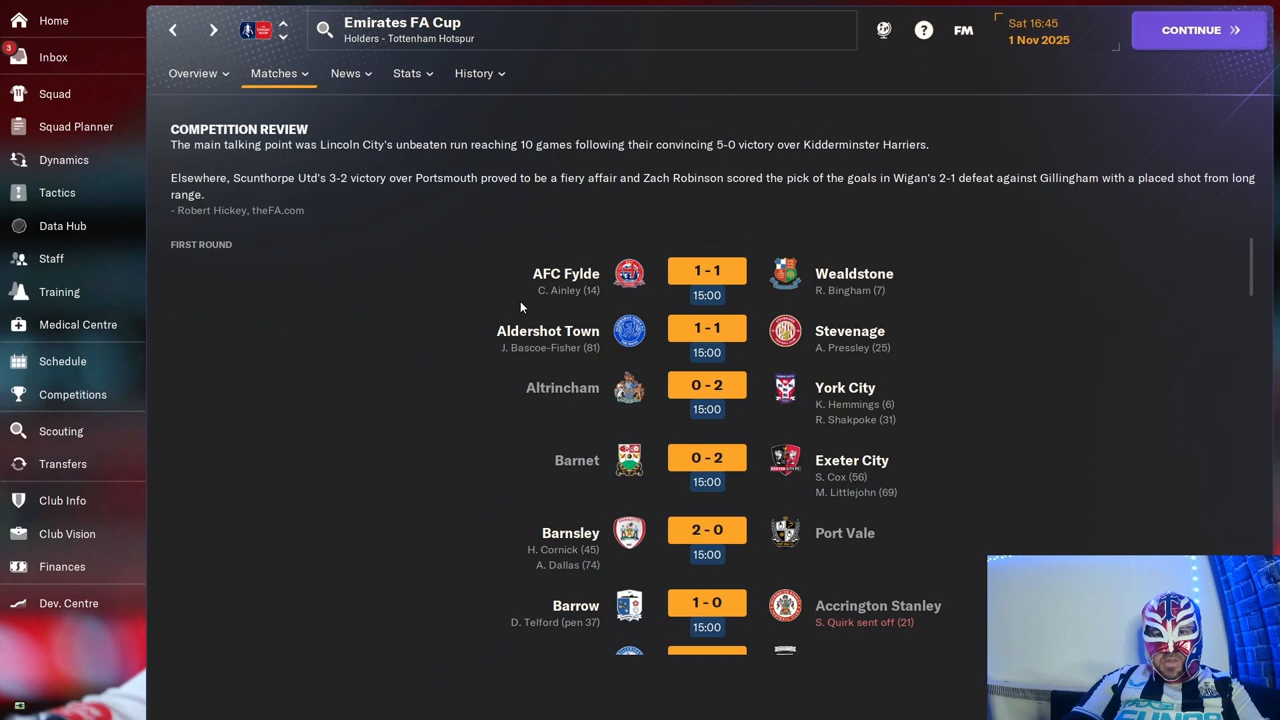 Home
3
Inbox
Squad
Squad Planner
Dynamics
Tactics
Data Hub
Staff
Training
Medical Centre
Schedule
Competitions
Scouting
Transfers
Club Info
Club Vision
Finances
Dev. Centre
Emirates FA Cup
Holders - Tottenham Hotspur
?
FM
Sat 16:45
1 Nov 2025
CONTINUE
Overview
Matches
News
Stats
History
COMPETITION REVIEW
The main talking point was Lincoln City's unbeaten run reaching 10 games following their convincing 5-0 victory over Kidderminster Harriers.
Elsewhere, Scunthorpe Utd's 3-2 victory over Portsmouth proved to be a fiery affair and Zach Robinson scored the pick of the goals in Wigan's 2-1 defeat against Gillingham with a placed shot from long
range.
- Robert Hickey, theFA.com
FIRST ROUND
AFC Fylde 1 - 1 Wealdstone
C. Ainley (14) 15:00 R. Bingham (7)
Aldershot Town 1 - 1 Stevenage
J. Bascoe-Fisher (81) 15:00 A. Pressley (25)
Altrincham 0 - 2 York City
15:00 K. Hemmings (6)
R. Shakpoke (31)
Barnet 0 - 2 Exeter City
15:00 S. Cox (56)
M. Littlejohn (69)
Barnsley 2 - 0 Port Vale
H. Cornick (45) 15:00
A. Dallas (74)
Barrow 1 - 0 Accrington Stanley
D. Telford (pen 37) 15:00 S. Quirk sent off (21)